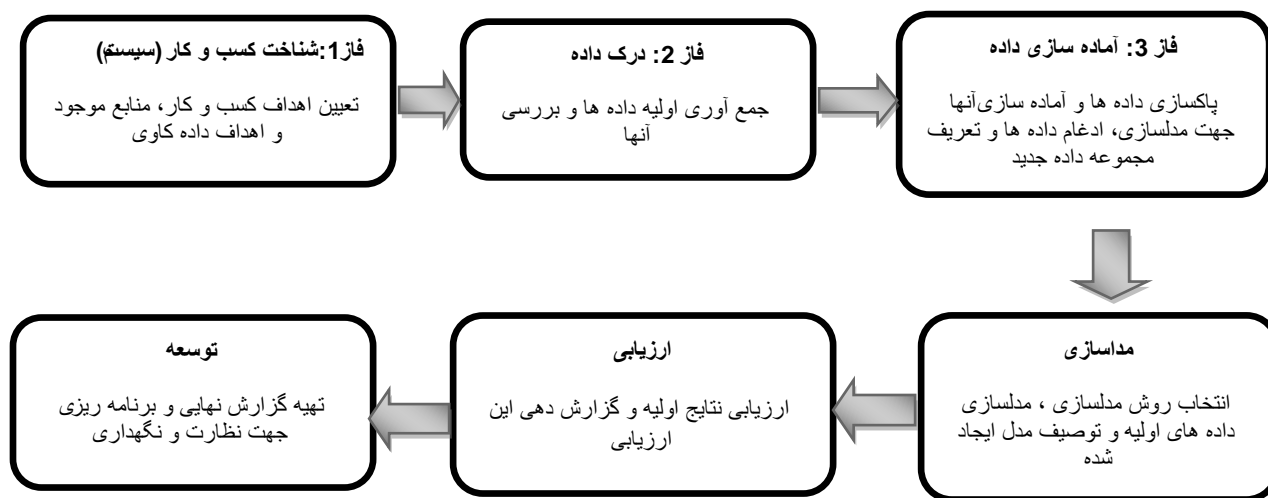 فاز1:شناخت کسب و کار (سیستم)
تعیین اهداف کسب و کار، منابع موجود
و اهداف داده کاوی
فاز 2: درک داده
جمع آوری اولیه داده ها و بررسی
آنها
فاز 3: آماده سازی داده
پاکسازی داده ها و آماده سازی‌آنها
جهت مدلسازی، ادغام داده ها و تعریف
مجموعه داده جدید
مداسازی
انتخاب روش مدلسازی ، مدلسازی
داده های اولیه و توصیف مدل ایجاد
شده
ارزیابی
ارزیابی نتایج اولیه و گزارش دهی این
ارزیابی
توسعه
تهیه گزارش نهایی و برنامه ریزی
جهت نظارت و نگهداری